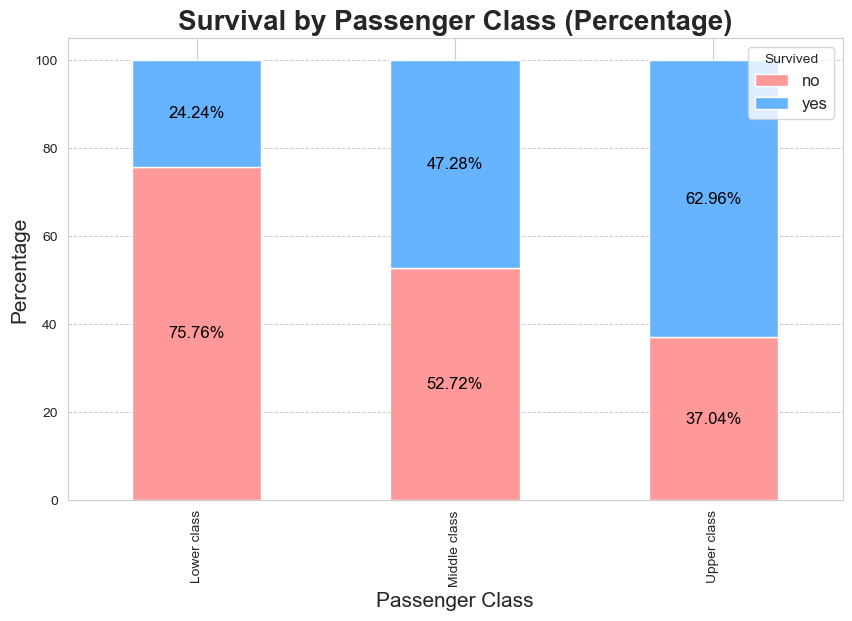 Survival by Passenger Class (Percentage)
Survived
no
yes
Percentage
100
80
60
40
20
0
24.24%
47.28%
62.96%
75.76%
52.72%
37.04%
Lower class
Middle class
Upper class
Passenger Class